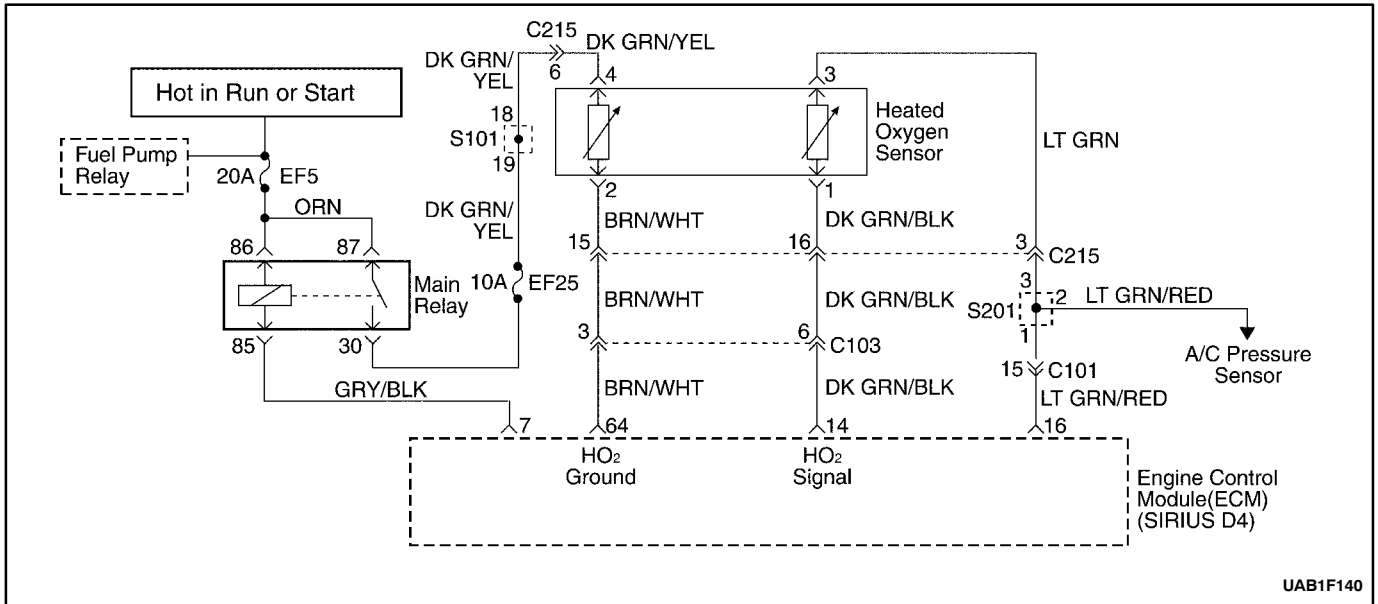 C215
DK GRN/YEL
DK GRN/
YEL
6
4
3
Hot in Run or Start
Heated
Oxygen
Sensor
18
S101
19
LT GRN
Fuel Pump
Relay
20A
EF5
2
1
ORN
DK GRN/
YEL
BRN/WHT
DK GRN/BLK
86
87
15
16
3
C215
Main
Relay
10A
EF25
BRN/WHT
DK GRN/BLK
3
2
LT GRN/RED
S201
1
85
30
3
6
C103
A/C Pressure
Sensor
15
C101
GRY/BLK
BRN/WHT
DK GRN/BLK
LT GRN/RED
7
64
14
16
HO2
Ground
HO2
Signal
Engine Control
Module(ECM)
(SIRIUS D4)
UAB1F140